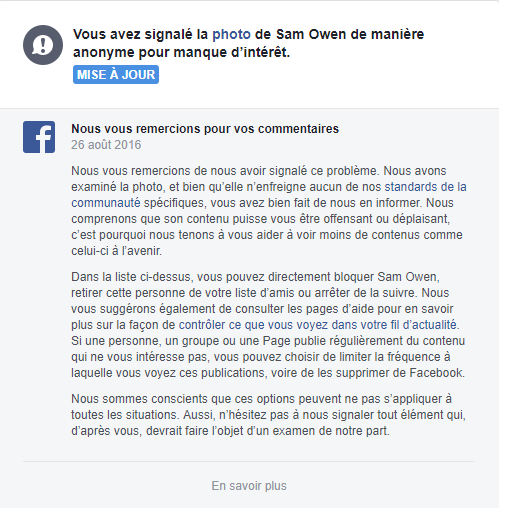 Vous avez signalé la photo de Sam Owen de manière
anonyme pour manque d’intérêt.
MISE À JOUR
Nous vous remercions pour vos commentaires
26 août 2016
Nous vous remercions de nous avoir signalé ce problème. Nous avons
examiné la photo, et bien qu’elle n’enfreigne aucun de nos standards de la
communauté spécifiques, vous avez bien fait de nous en informer. Nous
comprenons que son contenu puisse vous être offensant ou déplaisant,
c’est pourquoi nous tenons à vous aider à voir moins de contenus comme
celui-ci à l’avenir.
Dans la liste ci-dessus, vous pouvez directement bloquer Sam Owen,
retirer cette personne de votre liste d’amis ou arrêter de la suivre. Nous
vous suggérons également de consulter les pages d’aide pour en savoir
plus sur la façon de contrôler ce que vous voyez dans votre fil d’actualité.
Si une personne, un groupe ou une Page publie régulièrement du contenu
qui ne vous intéresse pas, vous pouvez choisir de limiter la fréquence à
laquelle vous voyez ces publications, voire de les supprimer de Facebook.
Nous sommes conscients que ces options peuvent ne pas s’appliquer à
toutes les situations. Aussi, n’hésitez pas à nous signaler tout élément qui,
d’après vous, devrait faire l’objet d’un examen de notre part.
En savoir plus